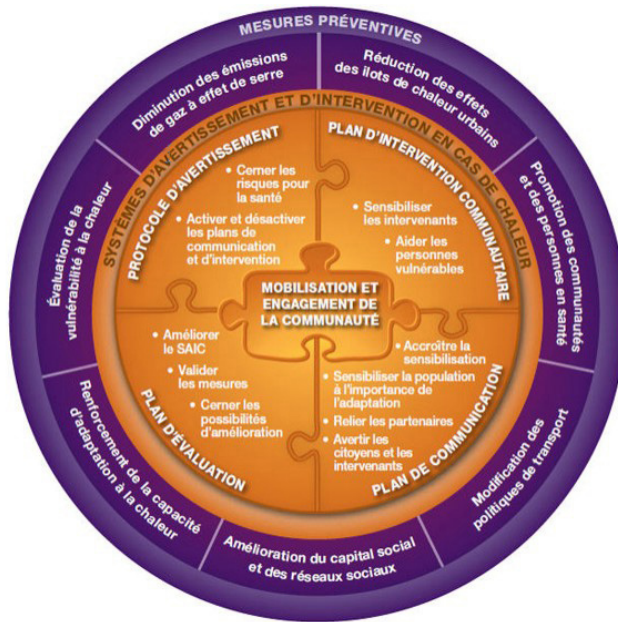 MESURES PRÉVENTIVES
Diminution des émissions
de gaz à effet de serre
Réduction des effets
des îlots de chaleur urbains
Promotion des communautés
et des personnes en santé
Modification des
politiques de transport
Amélioration du capital social
et des réseaux sociaux
Renforcement de la capacité
d'adaptation à la chaleur
Évaluation de la
vulnérabilité à la chaleur
SYSTÈMES D'AVERTISSEMENT ET D'INTERVENTION EN CAS DE CHALEUR
PROTOCOLE D'AVERTISSEMENT
• Cerner les
risques pour
la santé
• Activer et désactiver
les plans de
communication
et d'intervention
PLAN D'INTERVENTION COMMUNAUTAIRE
• Sensibiliser
les intervenants
• Aider les
personnes
vulnérables
MOBILISATION ET
ENGAGEMENT DE
LA COMMUNAUTÉ
• Améliorer
le SAIC
• Valider
les mesures
• Cerner les
possibilités
d'amélioration
PLAN D'ÉVALUATION
• Accroître la
sensibilisation
• Sensibiliser la population
à l'importance de
l'adaptation
• Relier les partenaires
• Avertir les
citoyens et les
intervenants
PLAN DE COMMUNICATION